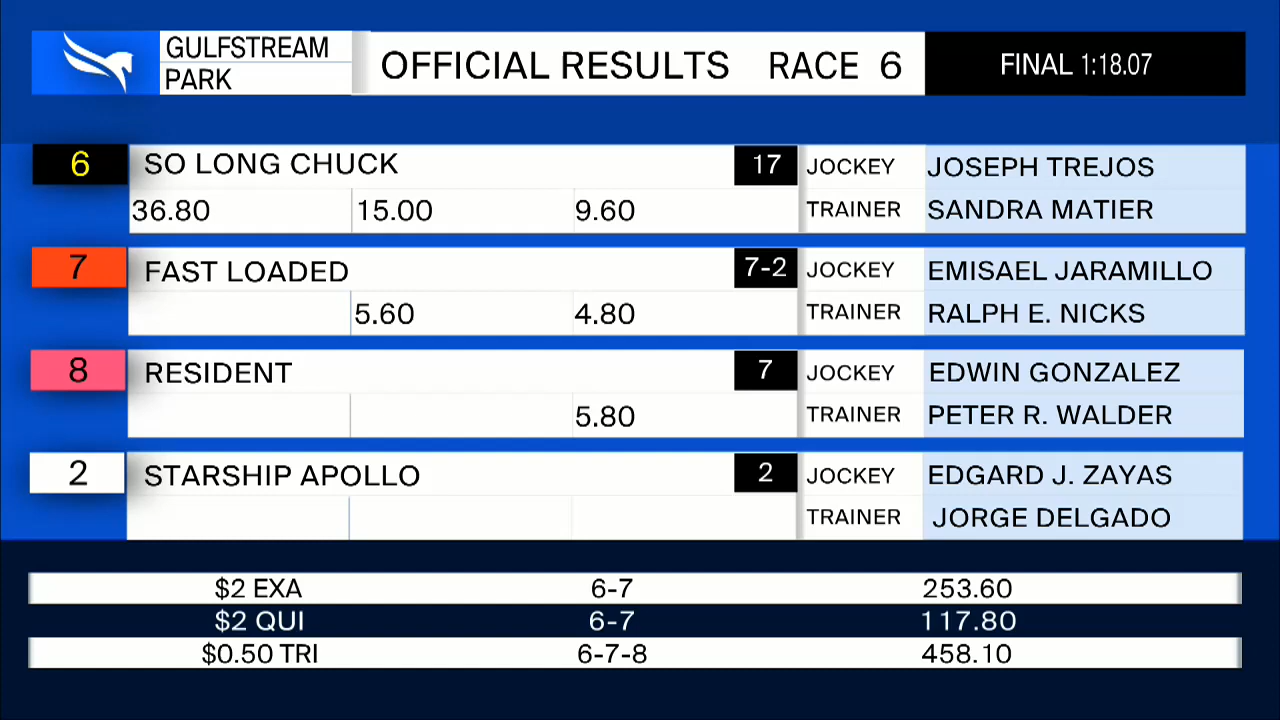 GULFSTREAM
PARK
OFFICIAL RESULTS RACE 6
FINAL 1:18.07
6 SO LONG CHUCK 17 JOCKEY JOSEPH TREJOS
36.80 15.00 9.60 TRAINER SANDRA MATIER
7 FAST LOADED 7-2 JOCKEY EMISAEL JARAMILLO
5.60 4.80 TRAINER RALPH E. NICKS
8 RESIDENT 7 JOCKEY EDWIN GONZALEZ
5.80 TRAINER PETER R. WALDER
2 STARSHIP APOLLO 2 JOCKEY EDGARD J. ZAYAS
TRAINER JORGE DELGADO
$2 EXA 6-7 253.60
$2 QUI 6-7 117.80
$0.50 TRI 6-7-8 458.10